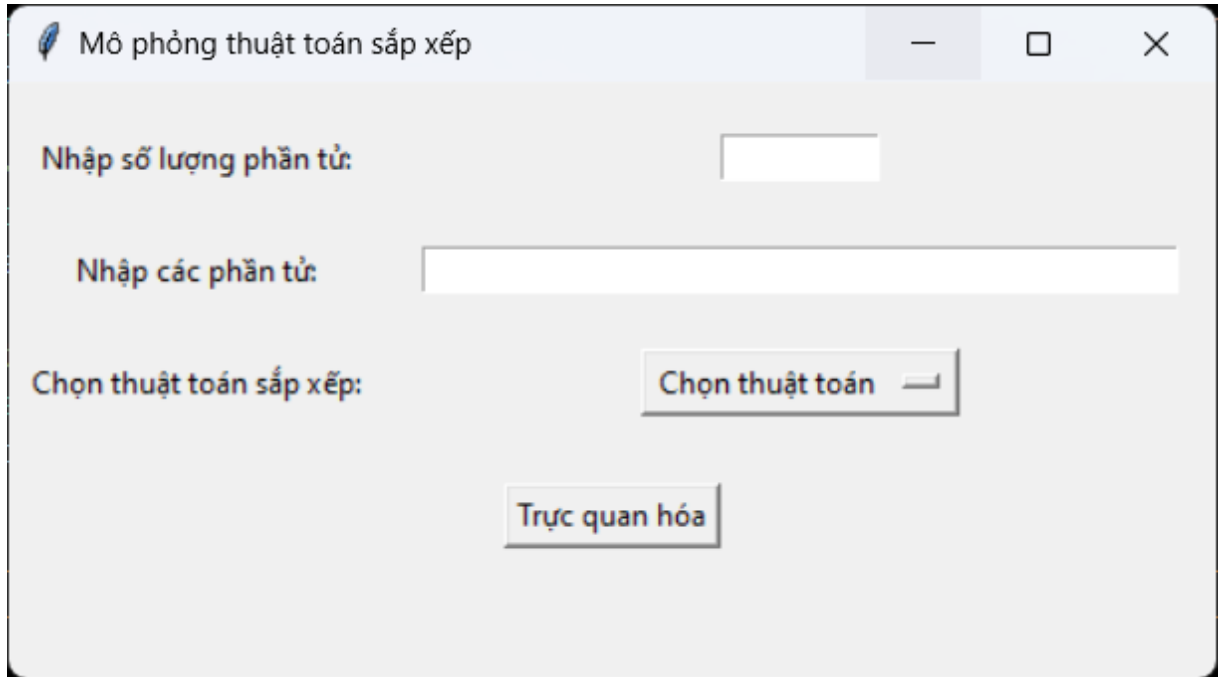 Mô phỏng thuật toán sắp xếp
Nhập số lượng phần tử:
Nhập các phần tử:
Chọn thuật toán sắp xếp:
Chọn thuật toán
Trực quan hóa